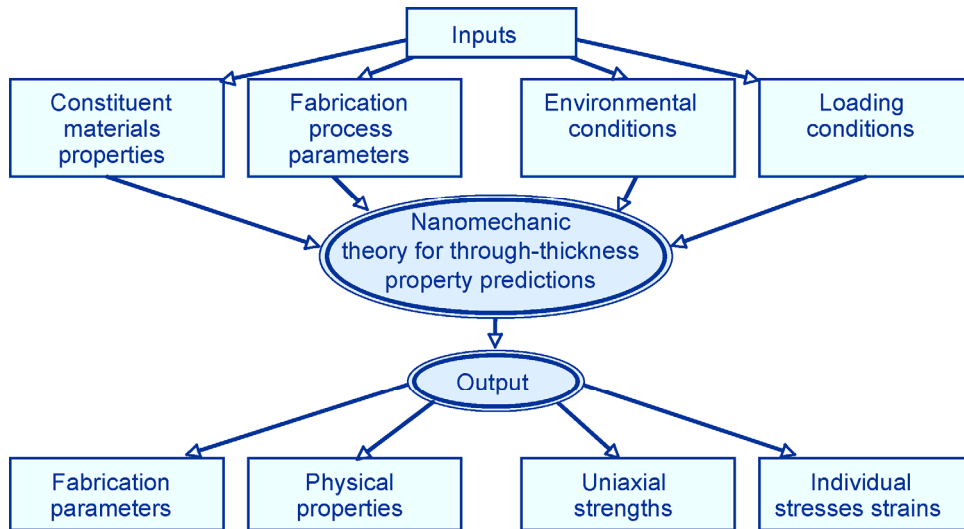 Inputs
Constituent
materials
properties
Fabrication
process
parameters
Environmental
conditions
Loading
conditions
Nanomechanic
theory for through-thickness
property predictions
Output
Fabrication
parameters
Physical
properties
Uniaxial
strengths
Individual
stresses strains